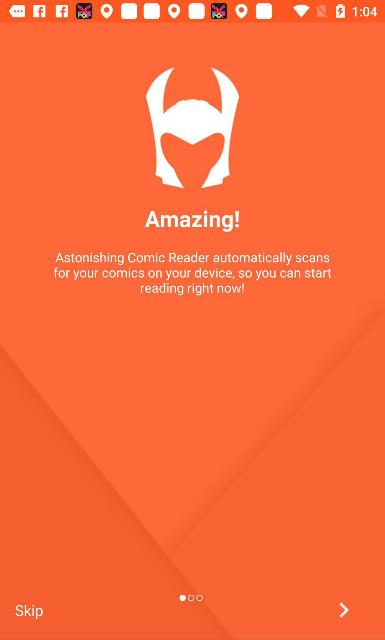 1:04
Amazing!
Astonishing Comic Reader automatically scans
for your comics on your device, so you can start
reading right now!
Skip